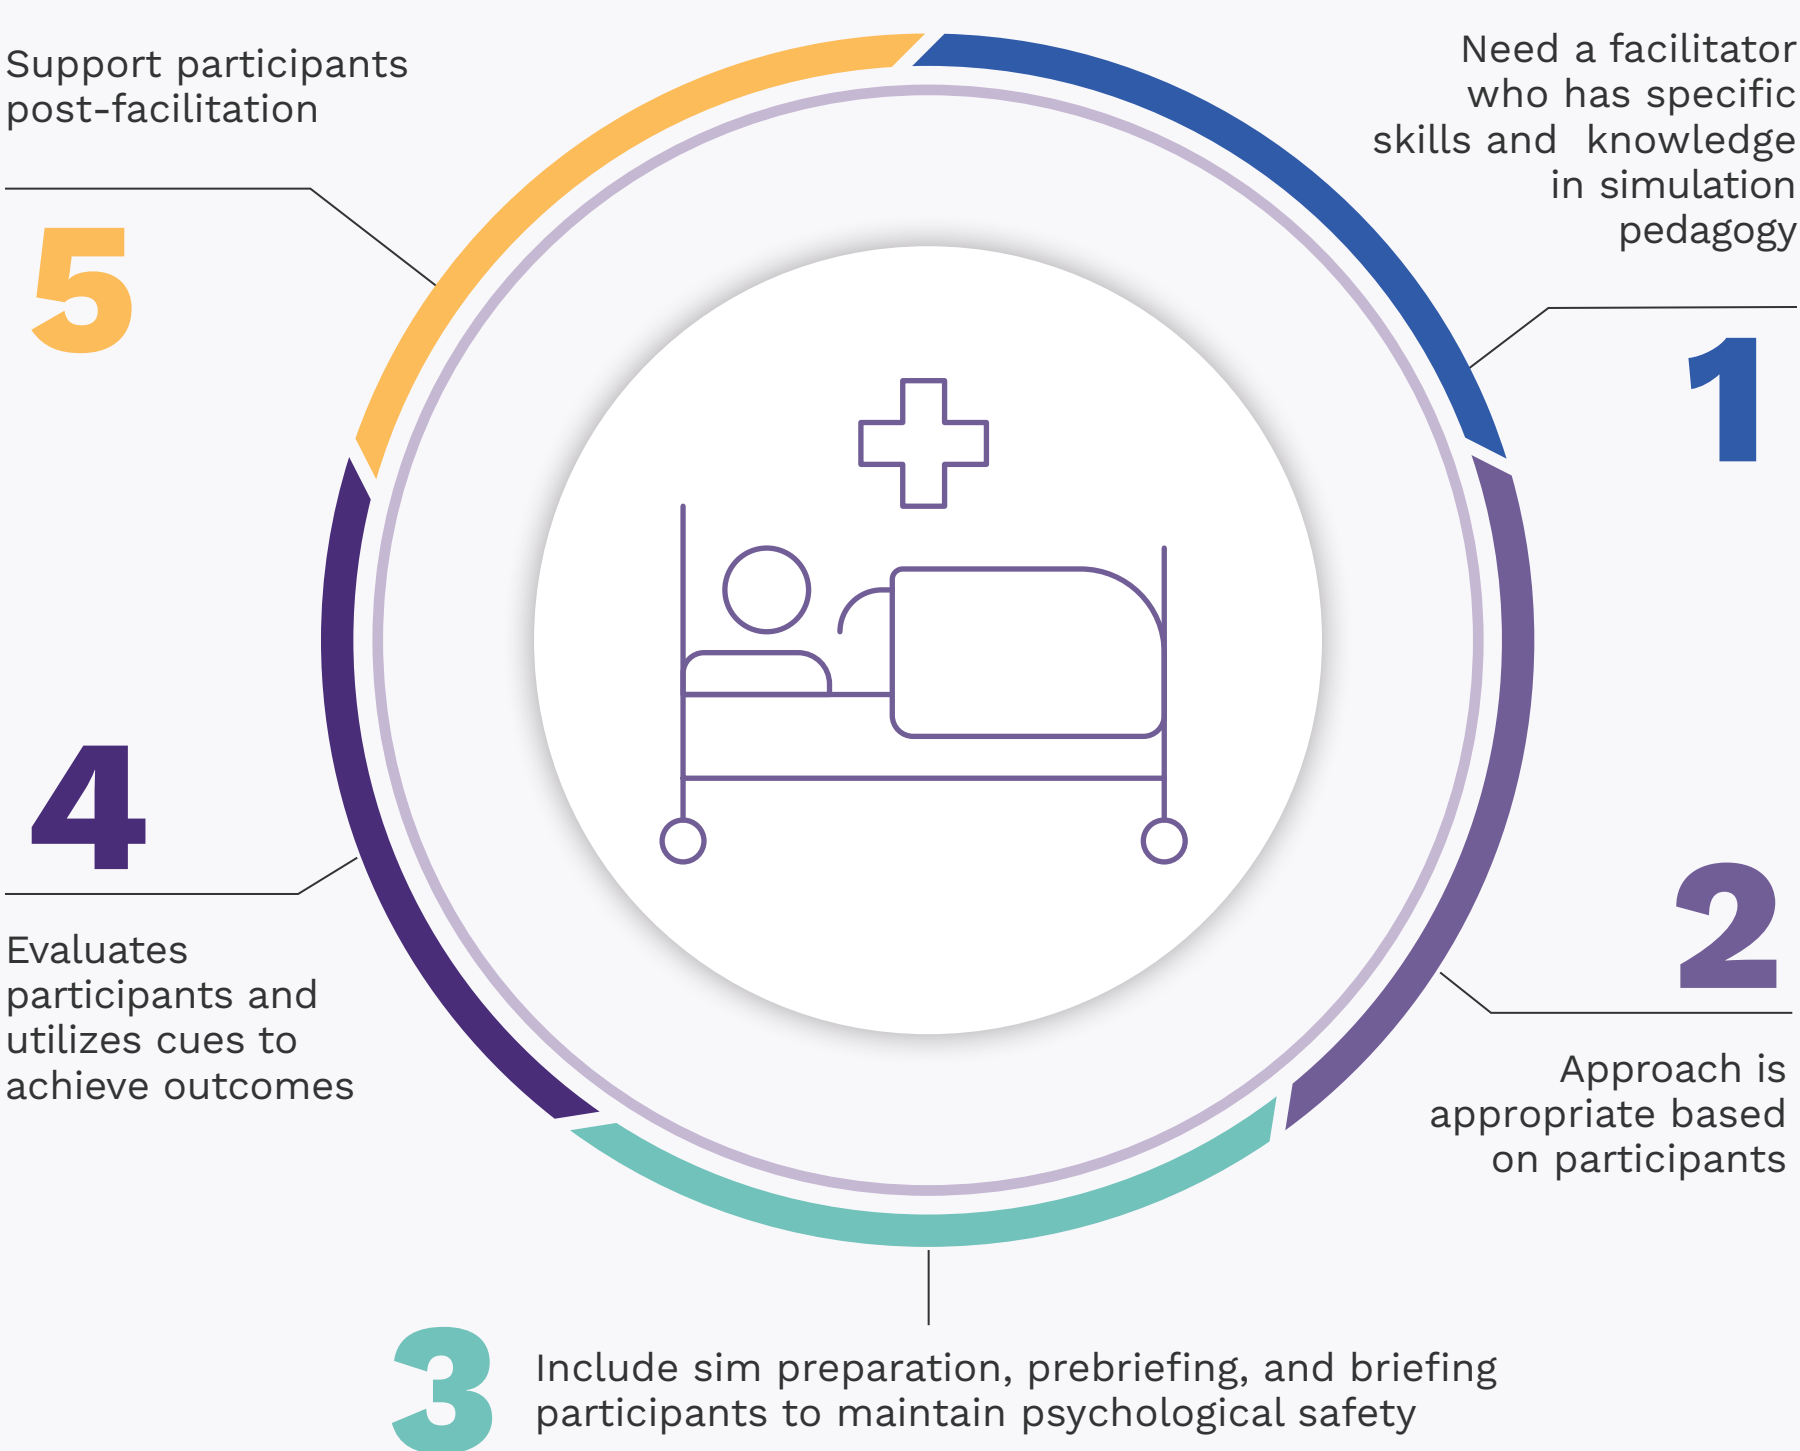 Need a facilitator
who has specific
skills and  knowledge
in simulation
pedagogy
1
2
Approach is
appropriate based
on participants
3
Include sim preparation, prebriefing, and briefing
participants to maintain psychological safety
4
Evaluates
participants and
utilizes cues to
achieve outcomes
Support participants
post-facilitation
5